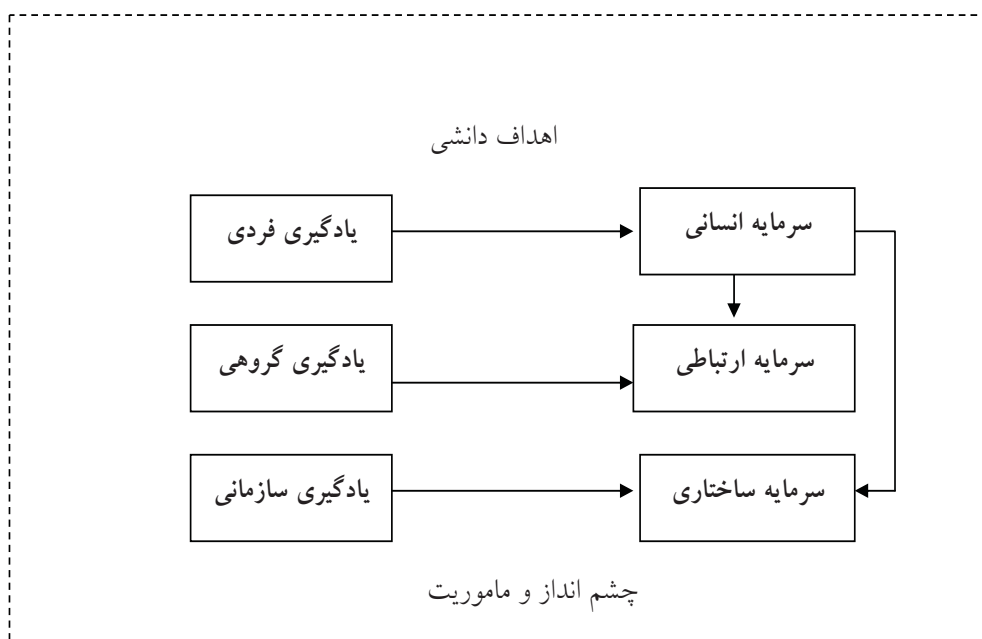 اهداف دانشی
سرمایه انسانی
یادگیری فردی
سرمایه ارتباطی
یادگیری گروهی
سرمایه ساختاری
یادگیری سازمانی
چشم انداز و ماموریت